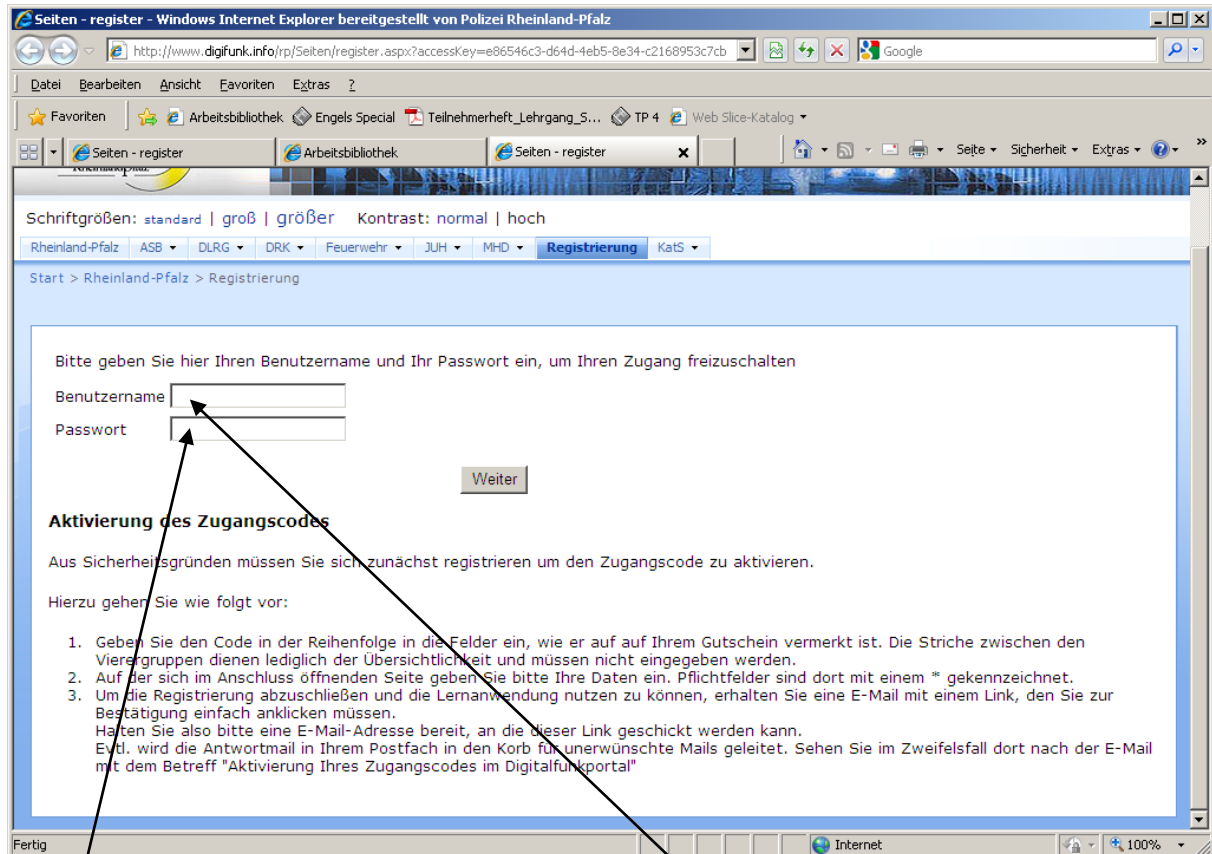 Seiten - register - Windows Internet Explorer bereitgestellt von Polizei Rheinland-Pfalz
http://www.digifunk.info/rp/Seiten/register.aspx?accessKey=e86546c3-d64d-4eb5-8e34-c2168953c7cb Google
Datei Bearbeiten Ansicht Favoriten Extras ?
Favoriten Arbeitsbibliothek Engels Special Teilnehmerheft_Lehrgang_S... TP 4 Web Slice-Katalog
Seiten - register Arbeitsbibliothek Seiten - register Seite Sicherheit Extras »
Schriftgrößen: standard | groß | größer Kontrast: normal | hoch
Rheinland-Pfalz ASB DLRG DRK Feuerwehr JUH MHD Registrierung KatS
Start > Rheinland-Pfalz > Registrierung
Bitte geben Sie hier Ihren Benutzername und Ihr Passwort ein, um Ihren Zugang freizuschalten
Benutzername
Passwort
Weiter
Aktivierung des Zugangscodes
Aus Sicherheitsgründen müssen Sie sich zunächst registrieren um den Zugangscode zu aktivieren.
Hierzu gehen Sie wie folgt vor:
1. Geben Sie den Code in der Reihenfolge in die Felder ein, wie er auf auf Ihrem Gutschein vermerkt ist. Die Striche zwischen den
Vierergruppen dienen lediglich der Übersichtlichkeit und müssen nicht eingegeben werden.
2. Auf der sich im Anschluss öffnenden Seite geben Sie bitte Ihre Daten ein. Pflichtfelder sind dort mit einem * gekennzeichnet.
3. Um die Registrierung abzuschließen und die Lernanwendung nutzen zu können, erhalten Sie eine E-Mail mit einem Link, den Sie zur
Bestätigung einfach anklicken müssen.
Halten Sie also bitte eine E-Mail-Adresse bereit, an die dieser Link geschickt werden kann.
Evtl. wird die Antwortmail in Ihrem Postfach in den Korb für unerwünschte Mails geleitet. Sehen Sie im Zweifelsfall dort nach der E-Mail
mit dem Betreff "Aktivierung Ihres Zugangscodes im Digitalfunkportal"
Fertig Internet 100%